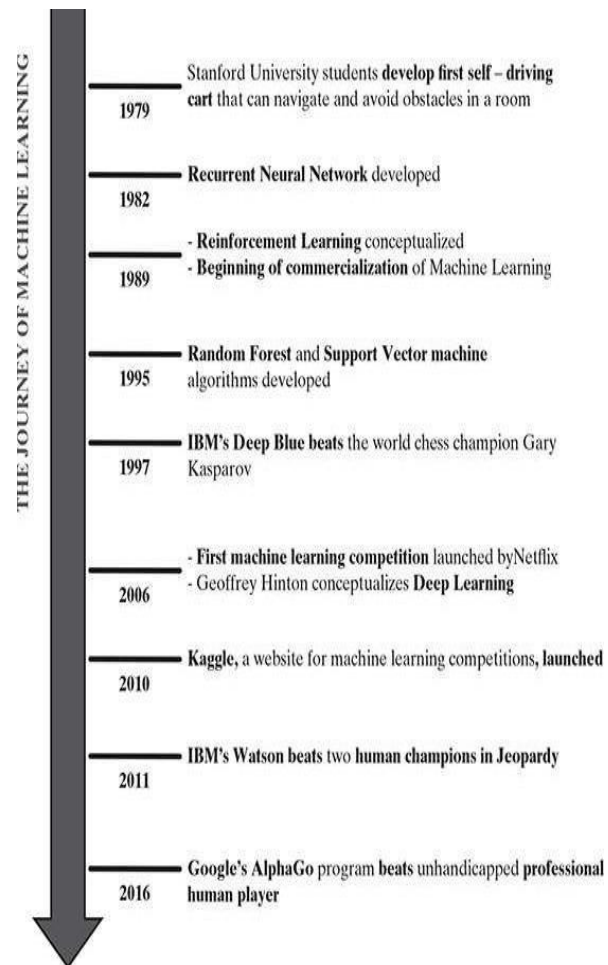 THE JOURNEY OF MACHINE LEARNING
1979
Stanford University students develop first self – driving
cart that can navigate and avoid obstacles in a room
1982
Recurrent Neural Network developed
1989
- Reinforcement Learning conceptualized
- Beginning of commercialization of Machine Learning
1995
Random Forest and Support Vector machine
algorithms developed
1997
IBM's Deep Blue beats the world chess champion Gary
Kasparov
2006
- First machine learning competition launched byNetflix
- Geoffrey Hinton conceptualizes Deep Learning
2010
Kaggle, a website for machine learning competitions, launched
2011
IBM's Watson beats two human champions in Jeopardy
2016
Google's AlphaGo program beats unhandicapped professional
human player